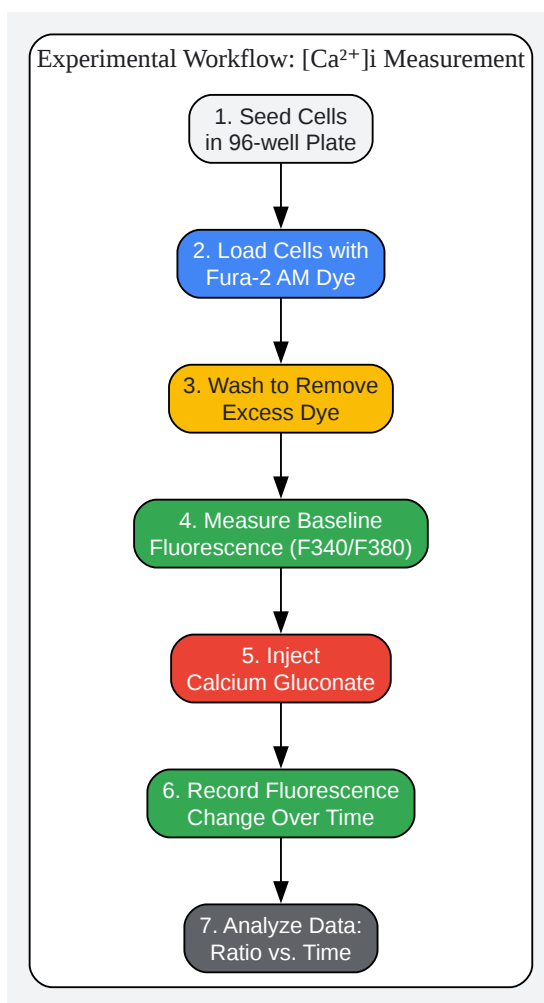 Experimental Workflow: [Ca²⁺]i Measurement
1. Seed Cells
in 96-well Plate
2. Load Cells with
Fura-2 AM Dye
3. Wash to Remove
Excess Dye
4. Measure Baseline
Fluorescence (F340/F380)
5. Inject
Calcium Gluconate
6. Record Fluorescence
Change Over Time
7. Analyze Data:
Ratio vs. Time